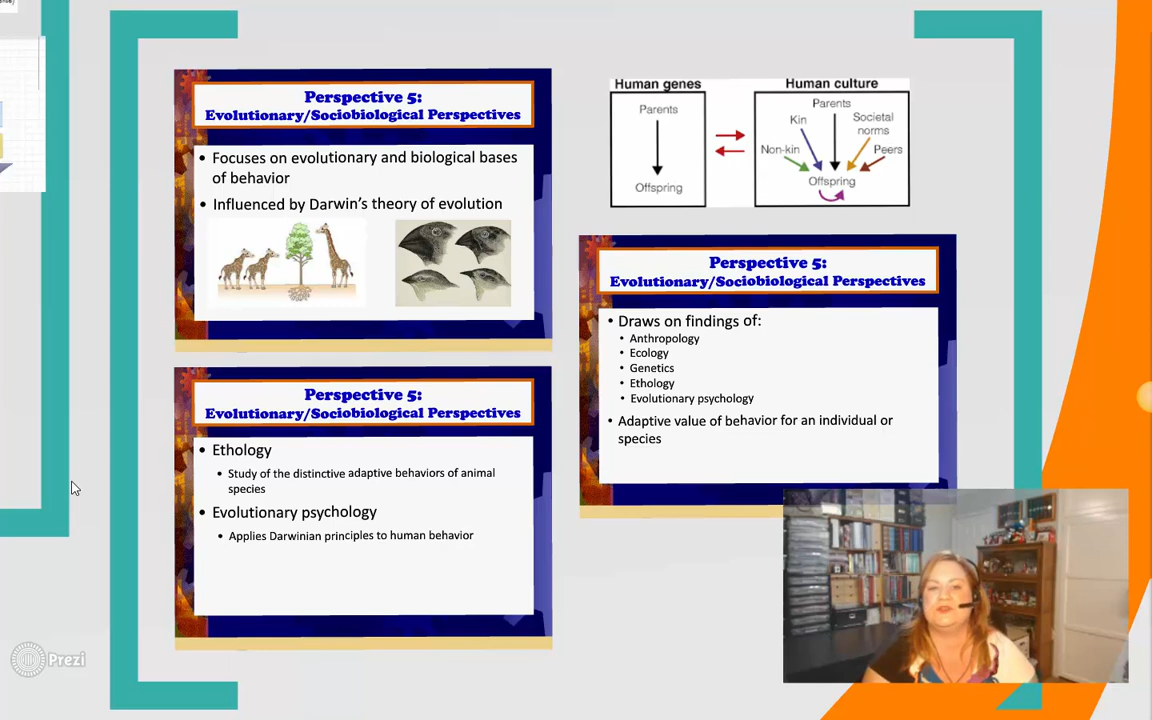 Perspective 5:
Evolutionary/Sociobiological Perspectives
• Focuses on evolutionary and biological bases
of behavior
• Influenced by Darwin's theory of evolution
Human genes
Parents
Offspring
Human culture
Parents
Kin
Societal
norms
Non-kin
Peers
Offspring
Perspective 5:
Evolutionary/Sociobiological Perspectives
• Ethology
• Study of the distinctive adaptive behaviors of animal
species
• Evolutionary psychology
• Applies Darwinian principles to human behavior
Perspective 5:
Evolutionary/Sociobiological Perspectives
• Draws on findings of:
• Anthropology
• Ecology
• Genetics
• Ethology
• Evolutionary psychology
• Adaptive value of behavior for an individual or
species
Prezi